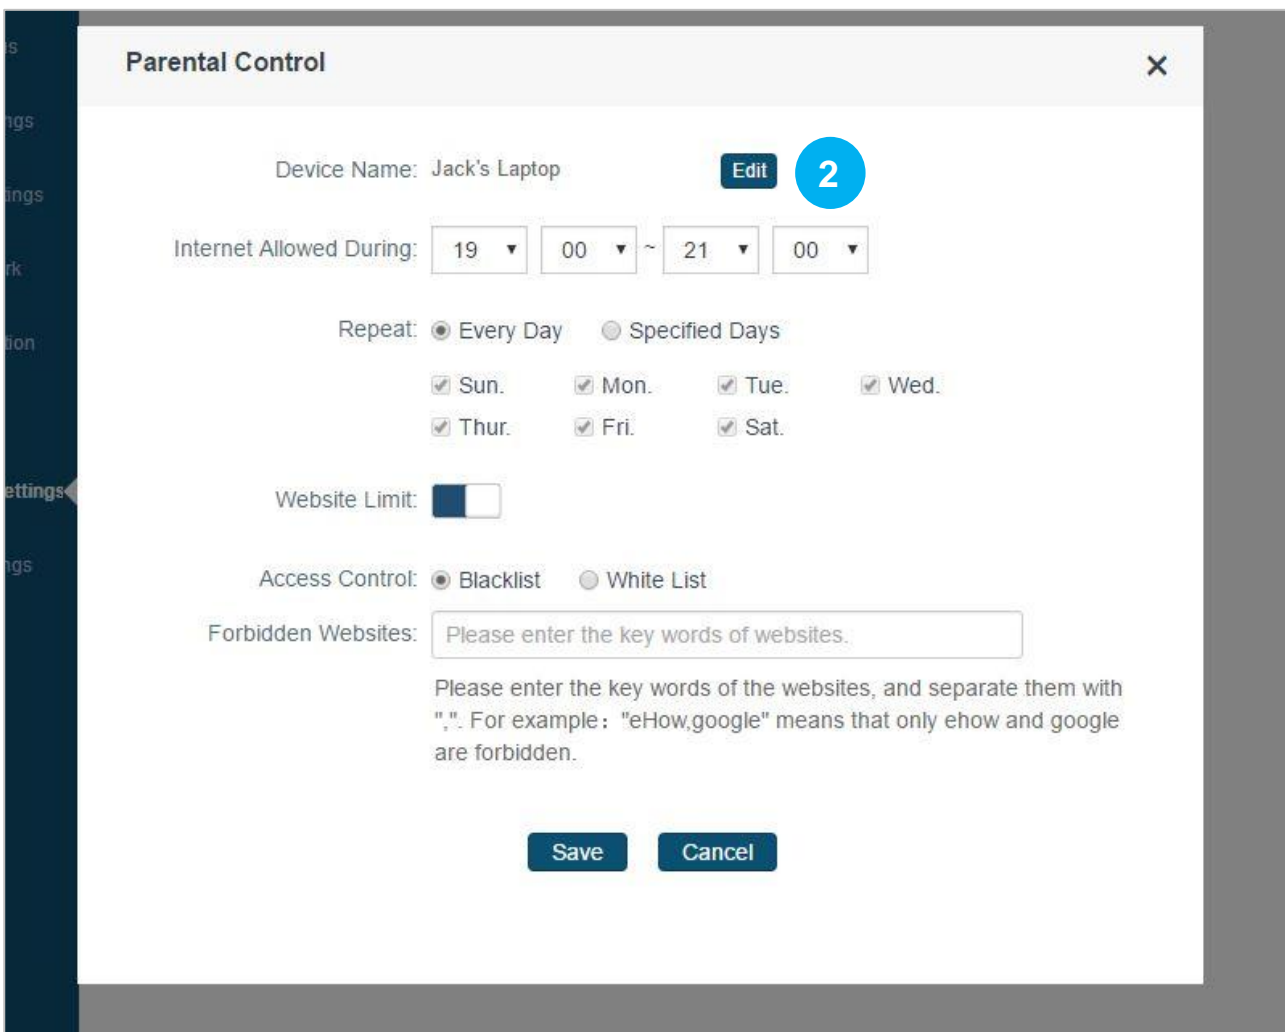 Parental Control
Device Name: Jack's Laptop Edit 2
Internet Allowed During: 19 00 ~ 21 00
Repeat: Every Day Specified Days
Sun. Mon. Tue. Wed.
Thur. Fri. Sat.
ettings
Website Limit:
Access Control: Blacklist White List
Forbidden Websites: Please enter the key words of websites.
Please enter the key words of the websites, and separate them with
",". For example: "eHow,google" means that only ehow and google
are forbidden.
Save Cancel